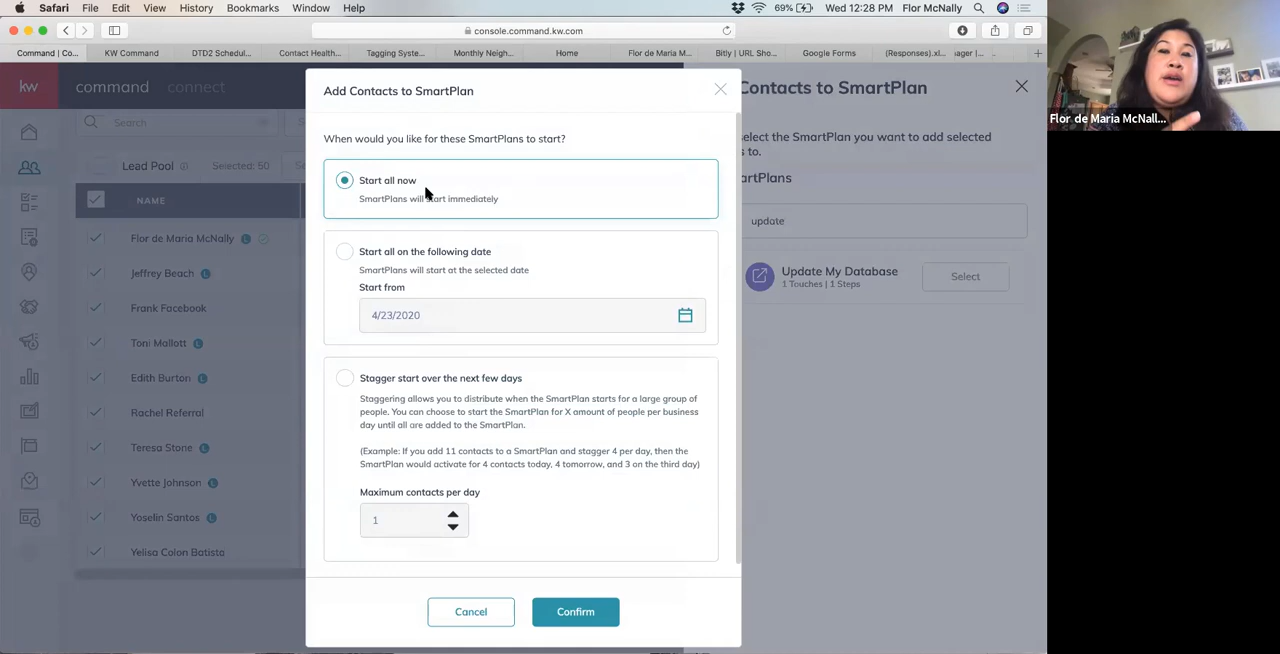 Safari File Edit View History Bookmarks Window Help 69% Wed 12:28 PM Flor McNally
console.command.kw.com
Command | Co... KW Command DTD2 Schedul... Contact Health... Tagging Syste... Monthly Neigh... Home Flor de Maria M... Bitly | URL Sho... Google Forms (Responses).xl... ager |... +
kw command connect
Search
Lead Pool Selected: 50
NAME
Flor de Maria McNally L
Jeffrey Beach L
Frank Facebook
Toni Mallott L
Edith Burton L
Rachel Referral
Teresa Stone L
Yvette Johnson L
Yoselin Santos L
Yelisa Colon Batista
Add Contacts to SmartPlan
When would you like for these SmartPlans to start?
Start all now
SmartPlans will start immediately
Start all on the following date
SmartPlans will start at the selected date
Start from
4/23/2020
Stagger start over the next few days
Staggering allows you to distribute when the SmartPlan starts for a large group of
people. You can choose to start the SmartPlan for X amount of people per business
day until all are added to the SmartPlan.
(Example: If you add 11 contacts to a SmartPlan and stagger 4 per day, then the
SmartPlan would activate for 4 contacts today, 4 tomorrow, and 3 on the third day)
Maximum contacts per day
1
Cancel Confirm
Contacts to SmartPlan
elect the SmartPlan you want to add selected
s to.
artPlans
update
Update My Database
1 Touches | 1 Steps
Select
Flor de Maria McNall...